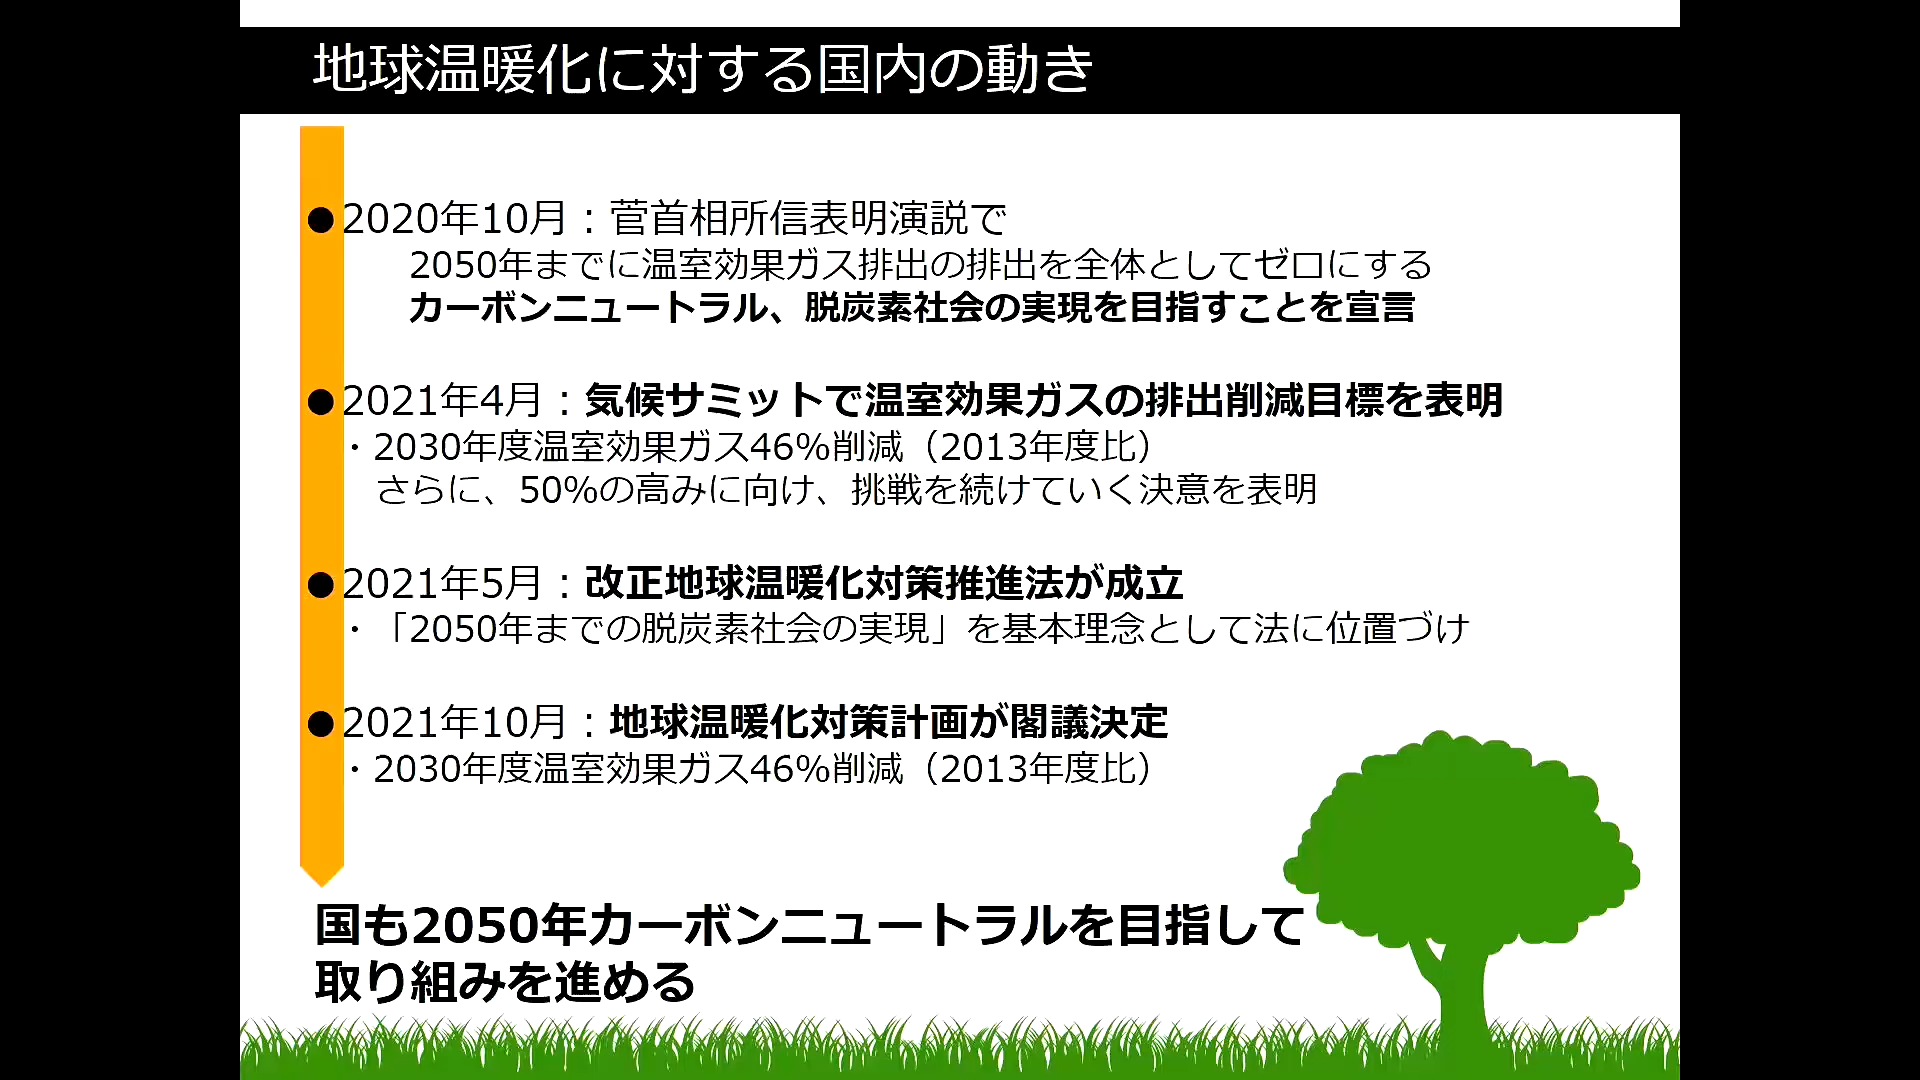 地球温暖化に対する国内の動き
●2020年10月：菅首相所信表明演説で
2050年までに温室効果ガス排出の排出を全体としてゼロにする
カーボンニュートラル、脱炭素社会の実現を目指すことを宣言
●2021年4月：気候サミットで温室効果ガスの排出削減目標を表明
・2030年度温室効果ガス46%削減（2013年度比）
さらに、50%の高みに向け、挑戦を続けていく決意を表明
●2021年5月：改正地球温暖化対策推進法が成立
・「2050年までの脱炭素社会の実現」を基本理念として法に位置づけ
●2021年10月：地球温暖化対策計画が閣議決定
・2030年度温室効果ガス46%削減（2013年度比）
国も2050年カーボンニュートラルを目指して
取り組みを進める